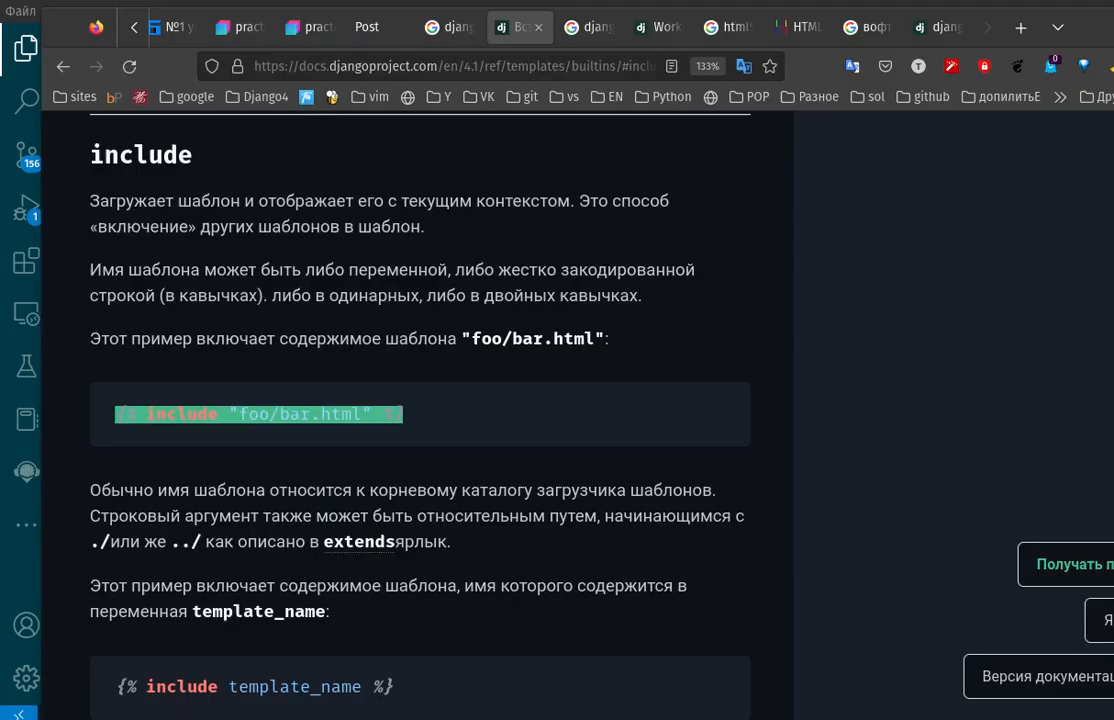 Файл
№1 у
pract
practi
Post
djang
Вст
djang
Work
html5
HTML
вофт
djang
https://docs.djangoproject.com/en/4.1/ref/templates/builtins/#inclu
133%
sites
bP
google
Django4
vim
Y
VK
git
vs
EN
Python
POP
Разное
sol
github
допилитьЕ
Дру
156
1
0
include
Загружает шаблон и отображает его с текущим контекстом. Это способ
«включение» других шаблонов в шаблон.
Имя шаблона может быть либо переменной, либо жестко закодированной
строкой (в кавычках). либо в одинарных, либо в двойных кавычках.
Этот пример включает содержимое шаблона "foo/bar.html":
{% include "foo/bar.html" %}
Обычно имя шаблона относится к корневому каталогу загрузчика шаблонов.
Строковый аргумент также может быть относительным путем, начинающимся с
./или же ../ как описано в extendsярлык.
Этот пример включает содержимое шаблона, имя которого содержится в
переменная template_name:
{% include template_name %}
Получать п
Я
Версия документац